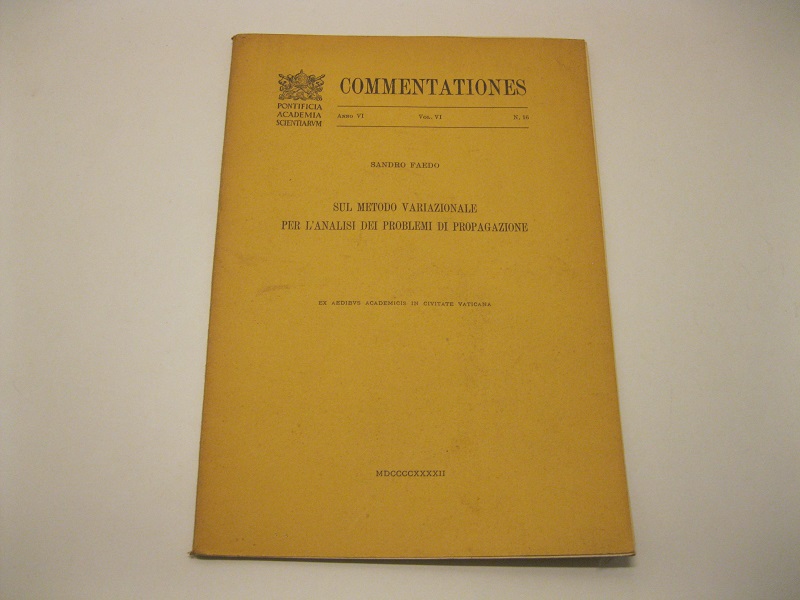 COMMENTATIONES
PONTIFICIA
ACADEMIA
SCIENTIARVM
Anno VI Vol. VI N. 16
SANDRO FAEDO
SUL METODO VARIAZIONALE
PER L'ANALISI DEI PROBLEMI DI PROPAGAZIONE
EX AEDIBVS ACADEMICIS IN CIVITATE VATICANA
MDCCCCXXXXII